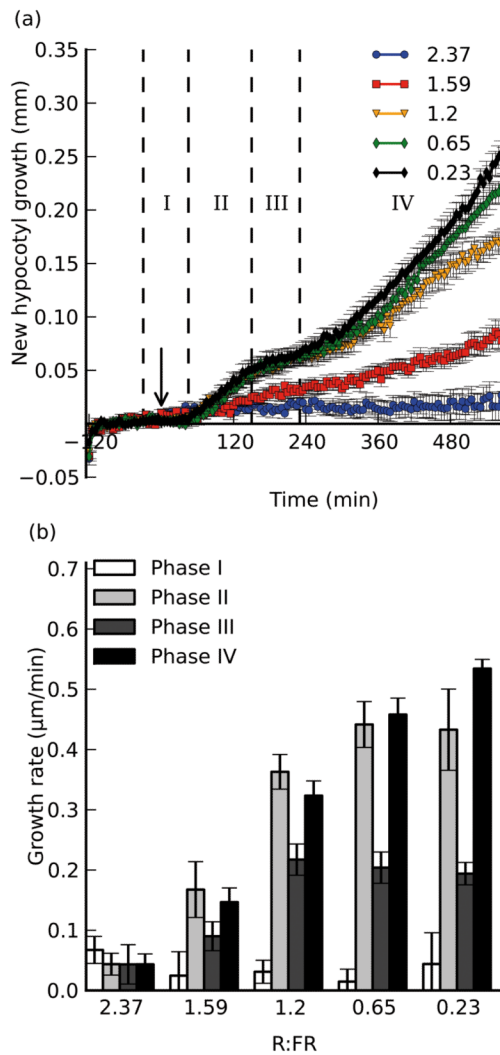 (a)
0.35
0.30
0.25
0.20
0.15
0.10
0.05
−0.05
New hypocotyl growth (mm)
2.37
1.59
1.2
0.65
0.23
I
II
III
IV
−120
120
240
360
480
Time (min)
(b)
0.7
0.6
0.5
0.4
0.3
0.2
0.1
0.0
Growth rate (μm/min)
Phase I
Phase II
Phase III
Phase IV
2.37
1.59
1.2
0.65
0.23
R:FR